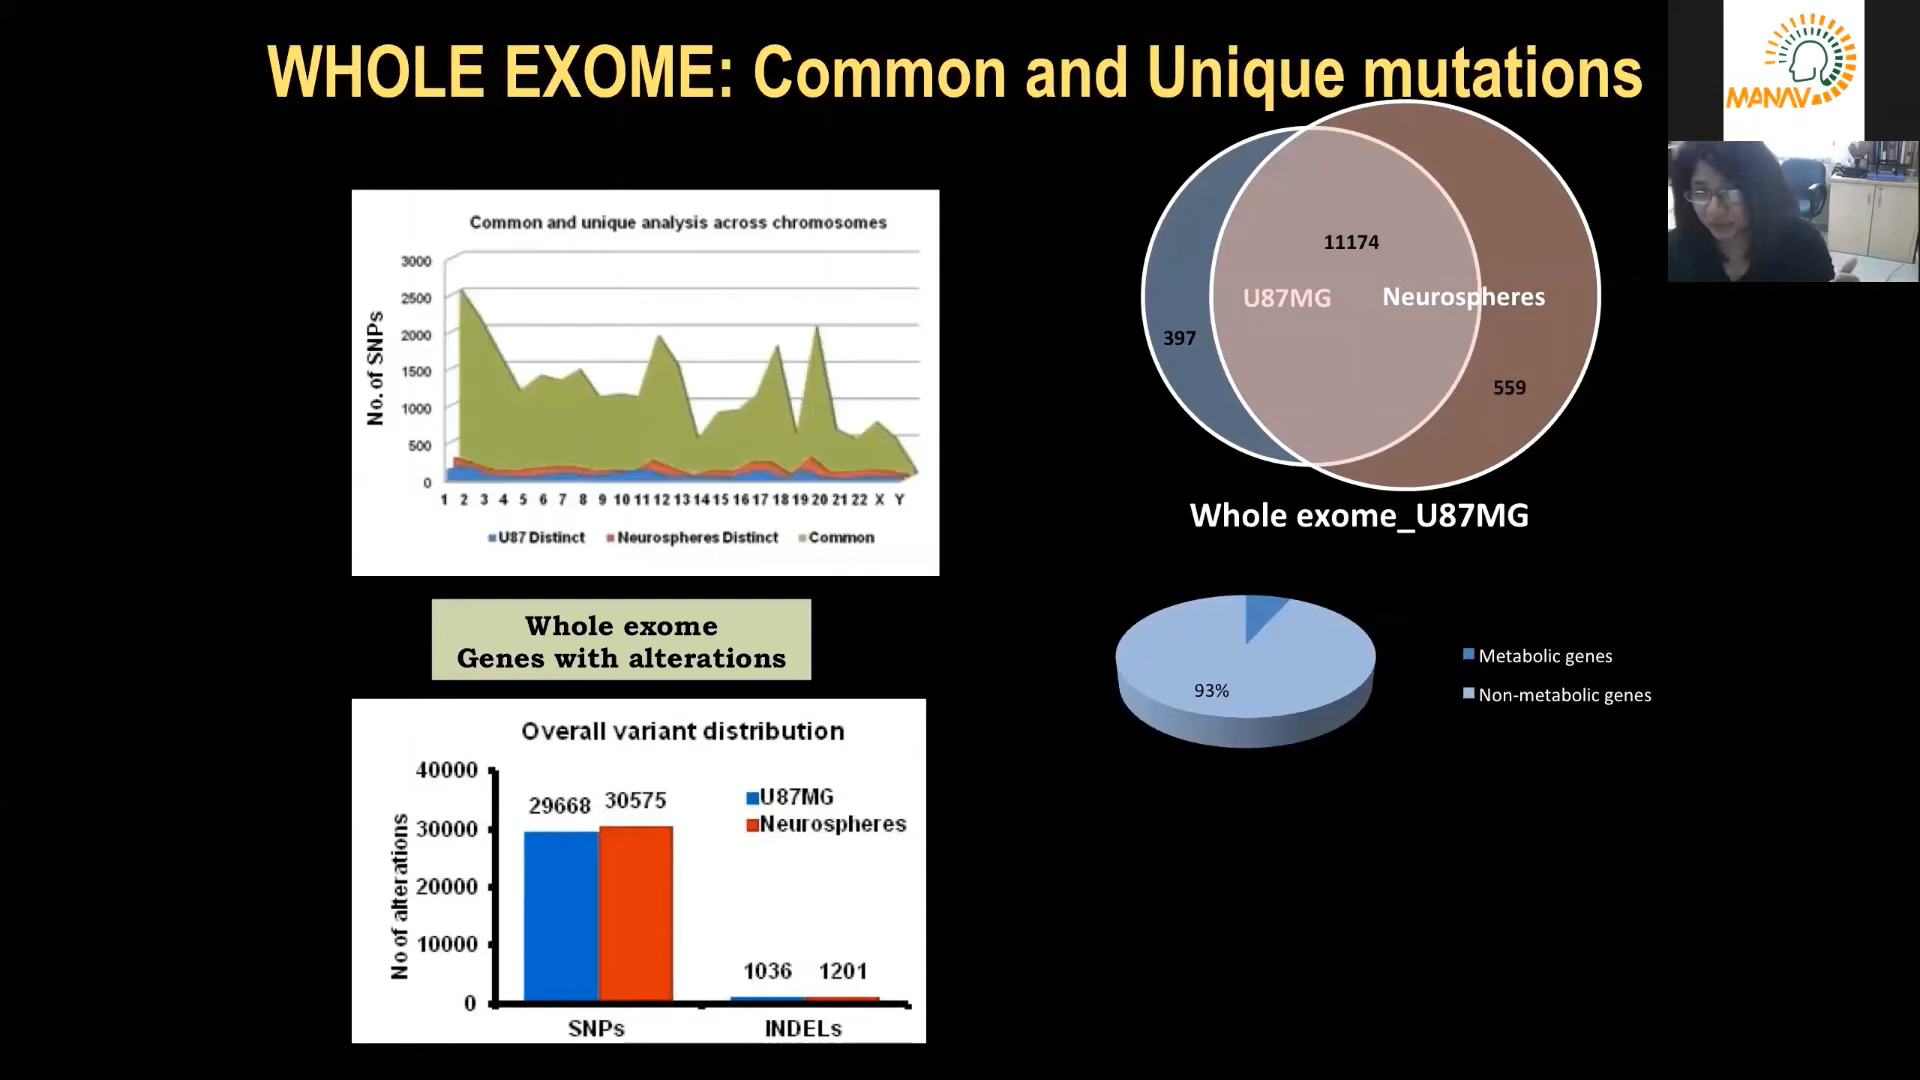 WHOLE EXOME: Common and Unique mutations
MANAV
Common and unique analysis across chromosomes
No. of SNPs
3000
2500
2000
1500
1000
500
0
1 2 3 4 5 6 7 8 9 10 11 12 13 14 15 16 17 18 19 20 21 22 X Y
U87 Distinct Neurospheres Distinct Common
11174
U87MG Neurospheres
397
559
Whole exome_U87MG
Whole exome
Genes with alterations
93%
Metabolic genes
Non-metabolic genes
Overall variant distribution
No of alterations
40000
30000
20000
10000
0
29668 30575
U87MG
Neurospheres
1036 1201
SNPs INDELs